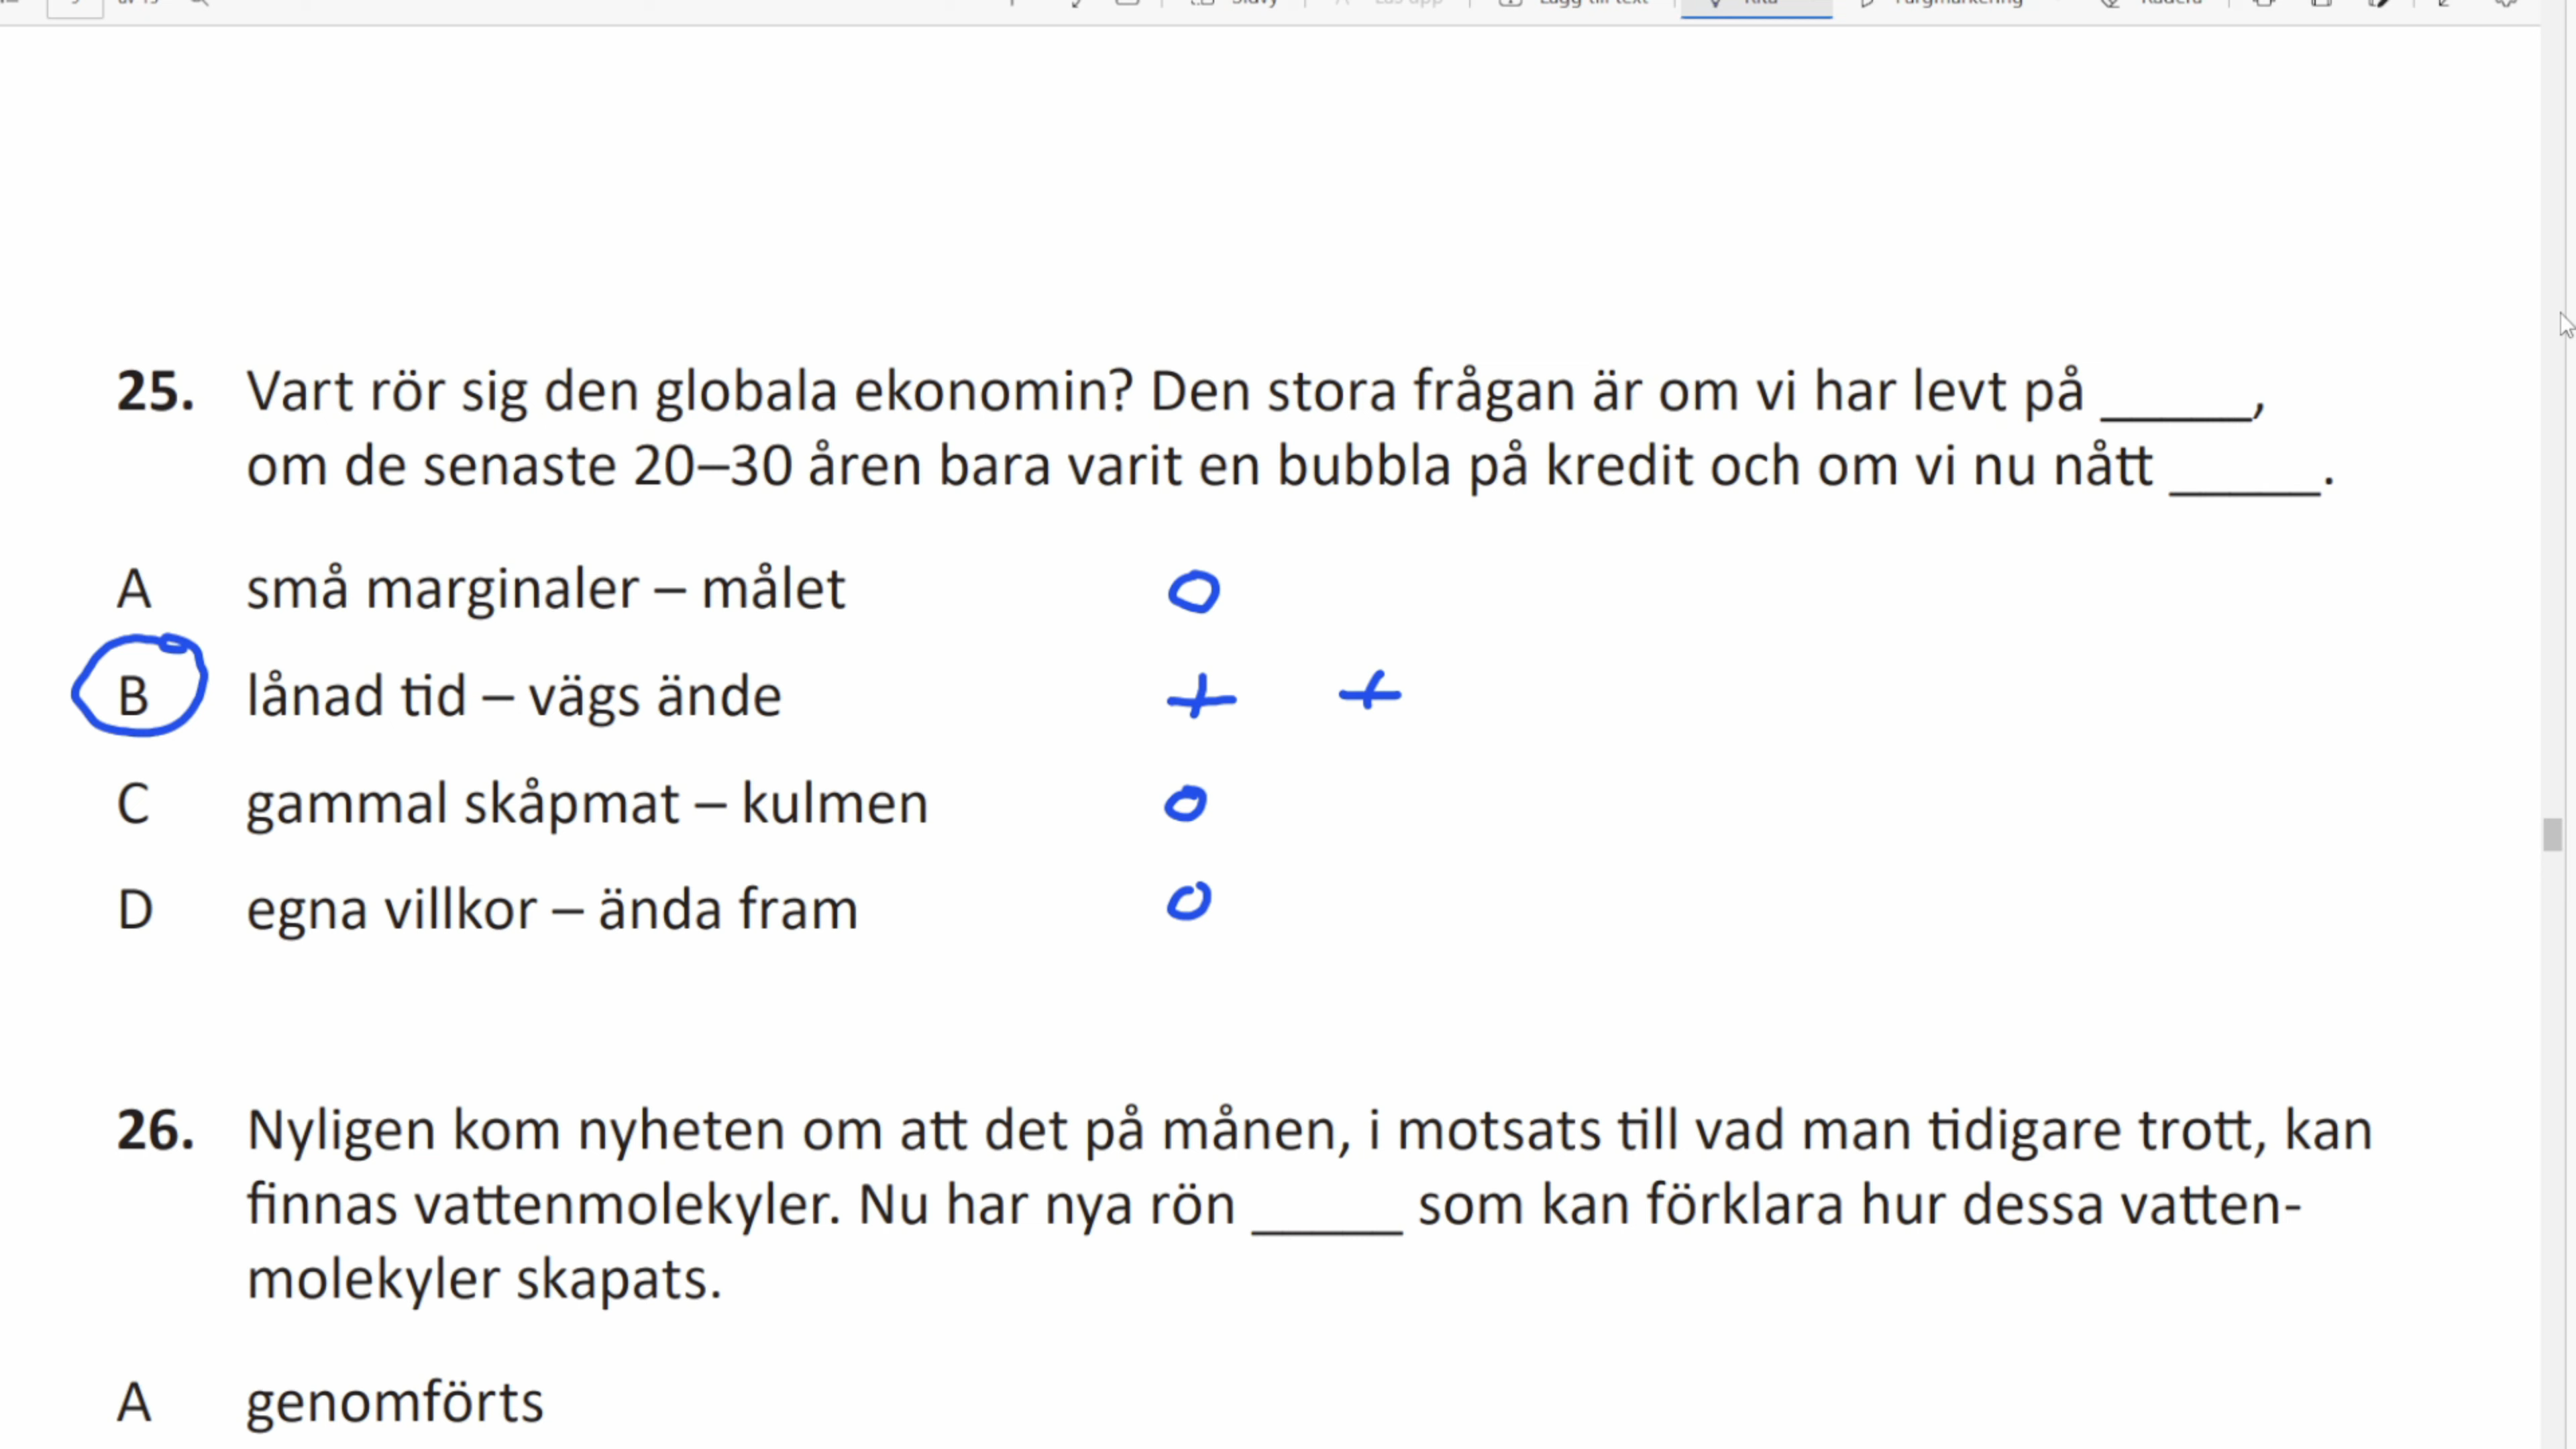 25. Vart rör sig den globala ekonomin? Den stora frågan är om vi har levt på _____,
om de senaste 20–30 åren bara varit en bubbla på kredit och om vi nu nått _____.
A små marginaler – målet
B lånad tid – vägs ände + +
C gammal skåpmat – kulmen
D egna villkor – ända fram
26. Nyligen kom nyheten om att det på månen, i motsats till vad man tidigare trott, kan
finnas vattenmolekyler. Nu har nya rön _____ som kan förklara hur dessa vatten-
molekyler skapats.
A genomförts